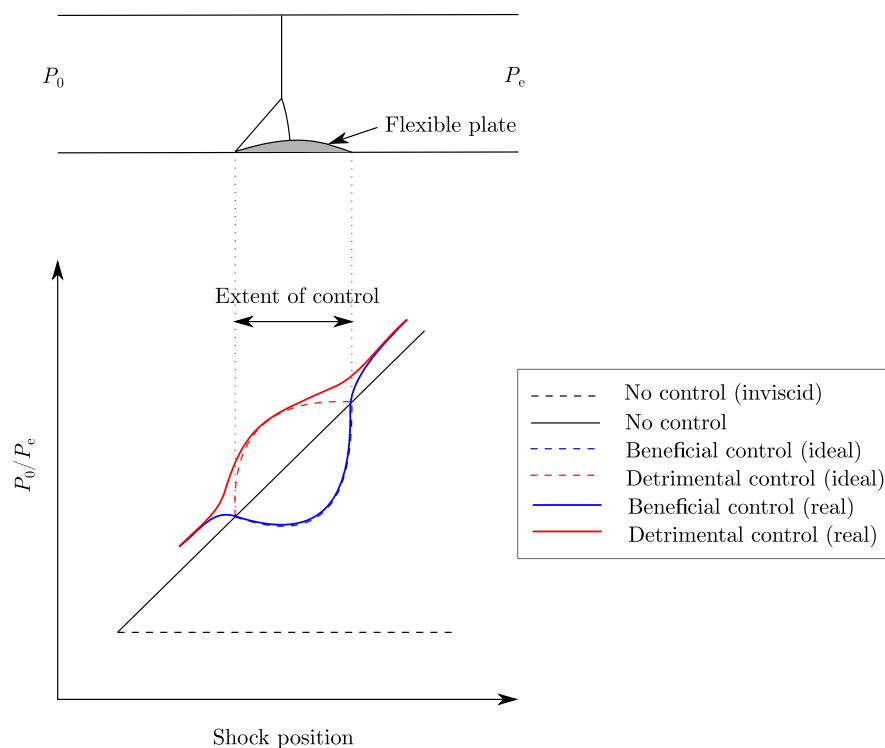 P₀
Pₑ
Flexible plate
Extent of control
P₀/Pₑ
No control (inviscid)
No control
Beneficial control (ideal)
Detrimental control (ideal)
Beneficial control (real)
Detrimental control (real)
Shock position